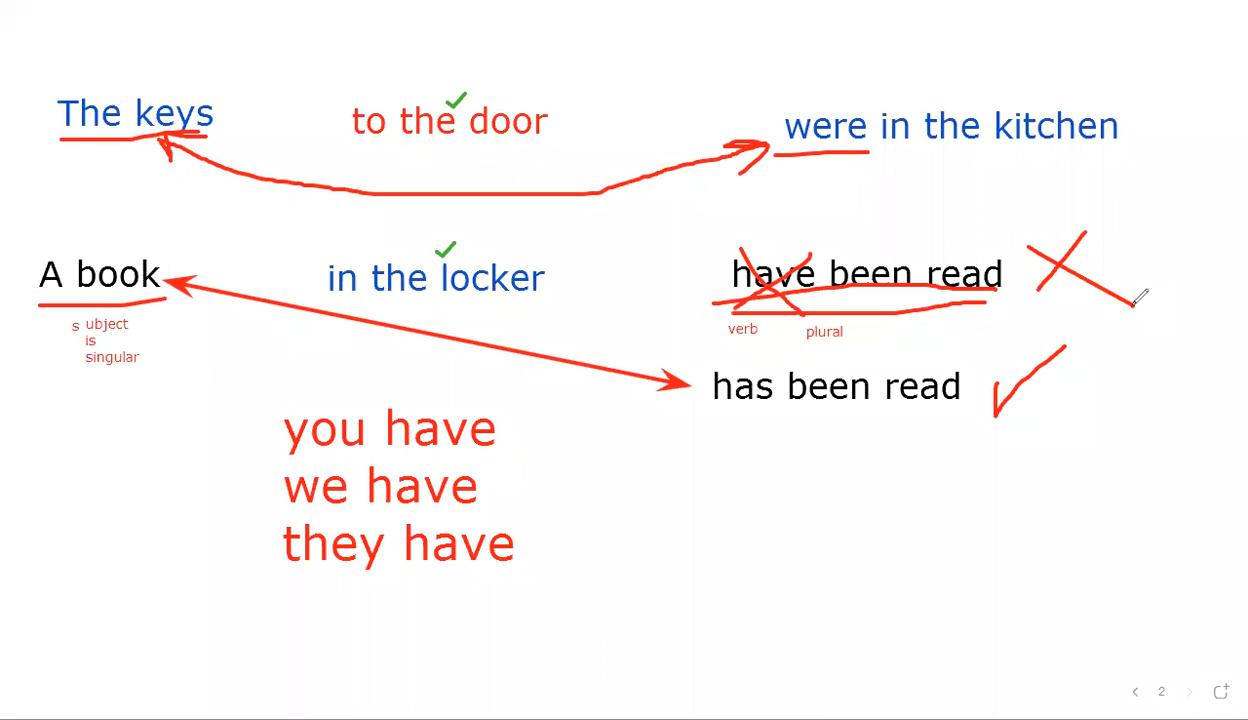 The keys to the door were in the kitchen
A book in the locker have been read
s ubject
is
singular
verb plural
has been read
you have
we have
they have
2